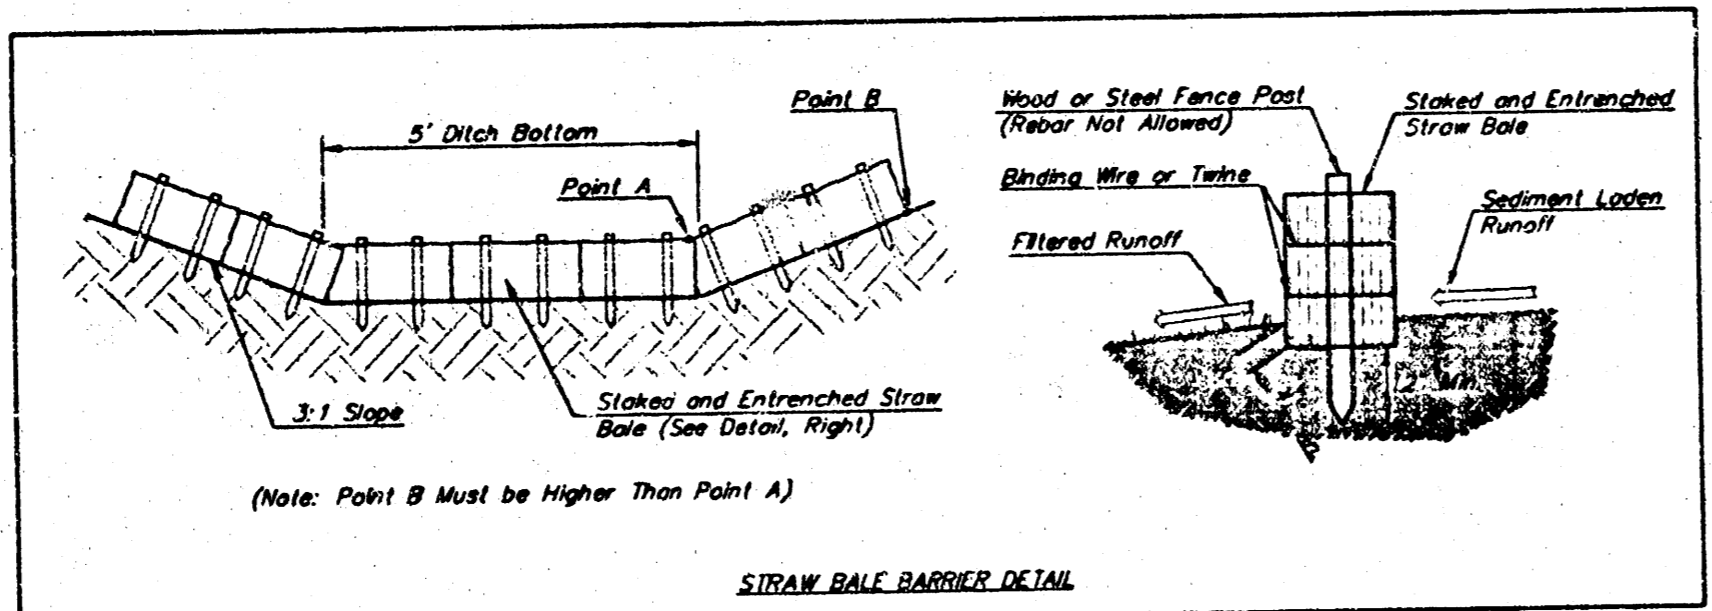 Point B
5' Ditch Bottom
Point A
3:1 Slope
Staked and Entrenched Straw
Bale (See Detail, Right)
(Note: Point B Must be Higher Than Point A)
Wood or Steel Fence Post
(Rebar Not Allowed)
Staked and Entrenched
Straw Bale
Binding Wire or Twine
Sediment Laden
Runoff
Filtered Runoff
STRAW BALE BARRIER DETAIL